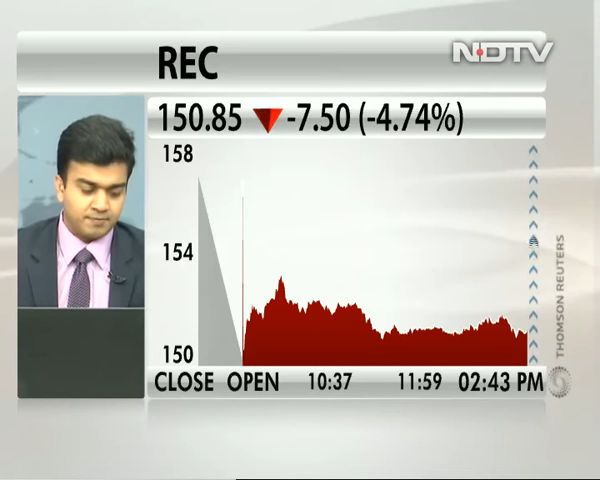 NDTV
REC
150.85 -7.50 (-4.74%)
158
154
150
CLOSE OPEN 10:37 11:59 02:43 PM
THOMSON REUTERS